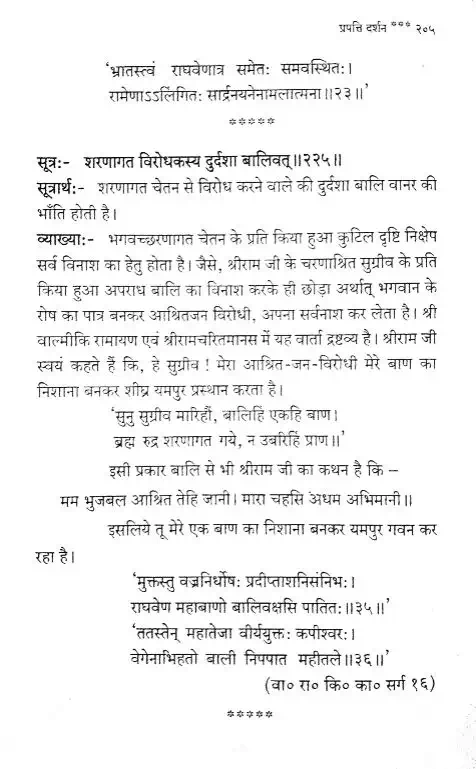 प्रपत्ति दर्शन *** २०५
'भ्रातस्त्वं राघवेणात्र समेतः समवस्थितः।
रामेणाऽऽलिंगितः सार्द्रनयनेनामलात्मना॥२३॥'
*****
सूत्रः- शरणागत विरोधकस्य दुर्दशा बालिवत्॥२२५॥
सूत्रार्थः- शरणागत चेतन से विरोध करने वाले की दुर्दशा बालि वानर की
भाँति होती है।
व्याख्याः- भगवच्छरणागत चेतन के प्रति किया हुआ कुटिल दृष्टि निक्षेप
सर्व विनाश का हेतु होता है। जैसे, श्रीराम जी के चरणाश्रित सुग्रीव के प्रति
किया हुआ अपराध बालि का विनाश करके ही छोड़ा अर्थात् भगवान के
रोष का पात्र बनकर आश्रितजन विरोधी, अपना सर्वनाश कर लेता है। श्री
वाल्मीकि रामायण एवं श्रीरामचरितमानस में यह वार्ता द्रष्टव्य है। श्रीराम जी
स्वयं कहते हैं कि, हे सुग्रीव ! मेरा आश्रित-जन-विरोधी मेरे बाण का
निशाना बनकर शीघ्र यमपुर प्रस्थान करता है।
'सुनु सुग्रीव मारिहौं, बालिहिं एकहि बाण।
ब्रह्म रुद्र शरणागत गये, न उबरिहिं प्राण॥'
इसी प्रकार बालि से भी श्रीराम जी का कथन है कि –
मम भुजबल आश्रित तेहि जानी। मारा चहसि अधम अभिमानी॥
इसलिये तू मेरे एक बाण का निशाना बनकर यमपुर गवन कर
रहा है।
'मुक्तस्तु वज्रनिर्घोषः प्रदीप्ताशनिसंनिभः।
राघवेण महाबाणो बालिवक्षसि पातितः॥३५॥'
'ततस्तेन् महातेजा वीर्ययुक्तः कपीश्वरः।
वेगेनाभिहतो बाली निपपात महीतले॥३६॥'
(वा० रा० कि० का० सर्ग १६)
*****